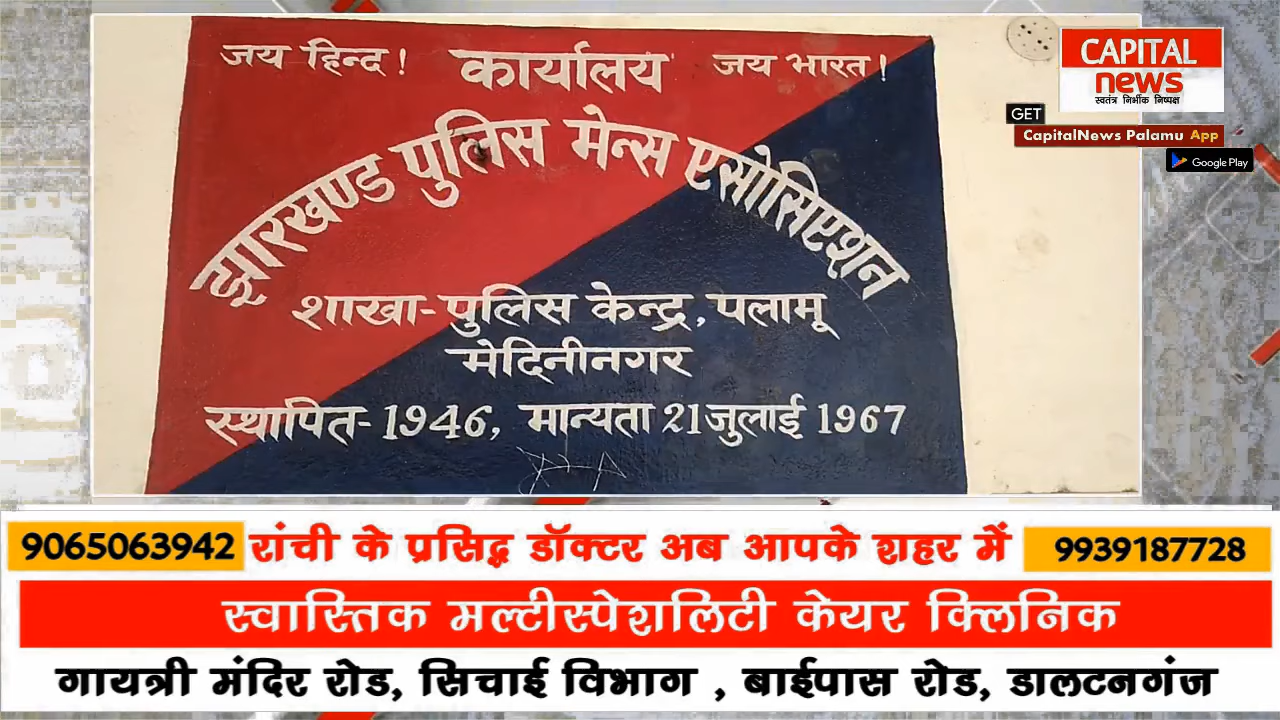 जय हिन्द! कार्यालय जय भारत!
झारखण्ड पुलिस मेन्स एसोसिएशन
शाखा- पुलिस केन्द्र, पलामू
मेदिनीनगर
स्थापित- 1946, मान्यता 21 जुलाई 1967
CAPITAL
news
स्वतंत्र निर्भीक निष्पक्ष
GET
CapitalNews Palamu App
Google Play
9065063942 रांची के प्रसिद्ध डॉक्टर अब आपके शहर में 9939187728
स्वास्तिक मल्टीस्पेशलिटी केयर क्लिनिक
गायत्री मंदिर रोड, सिचाई विभाग , बाईपास रोड, डालटनगंज